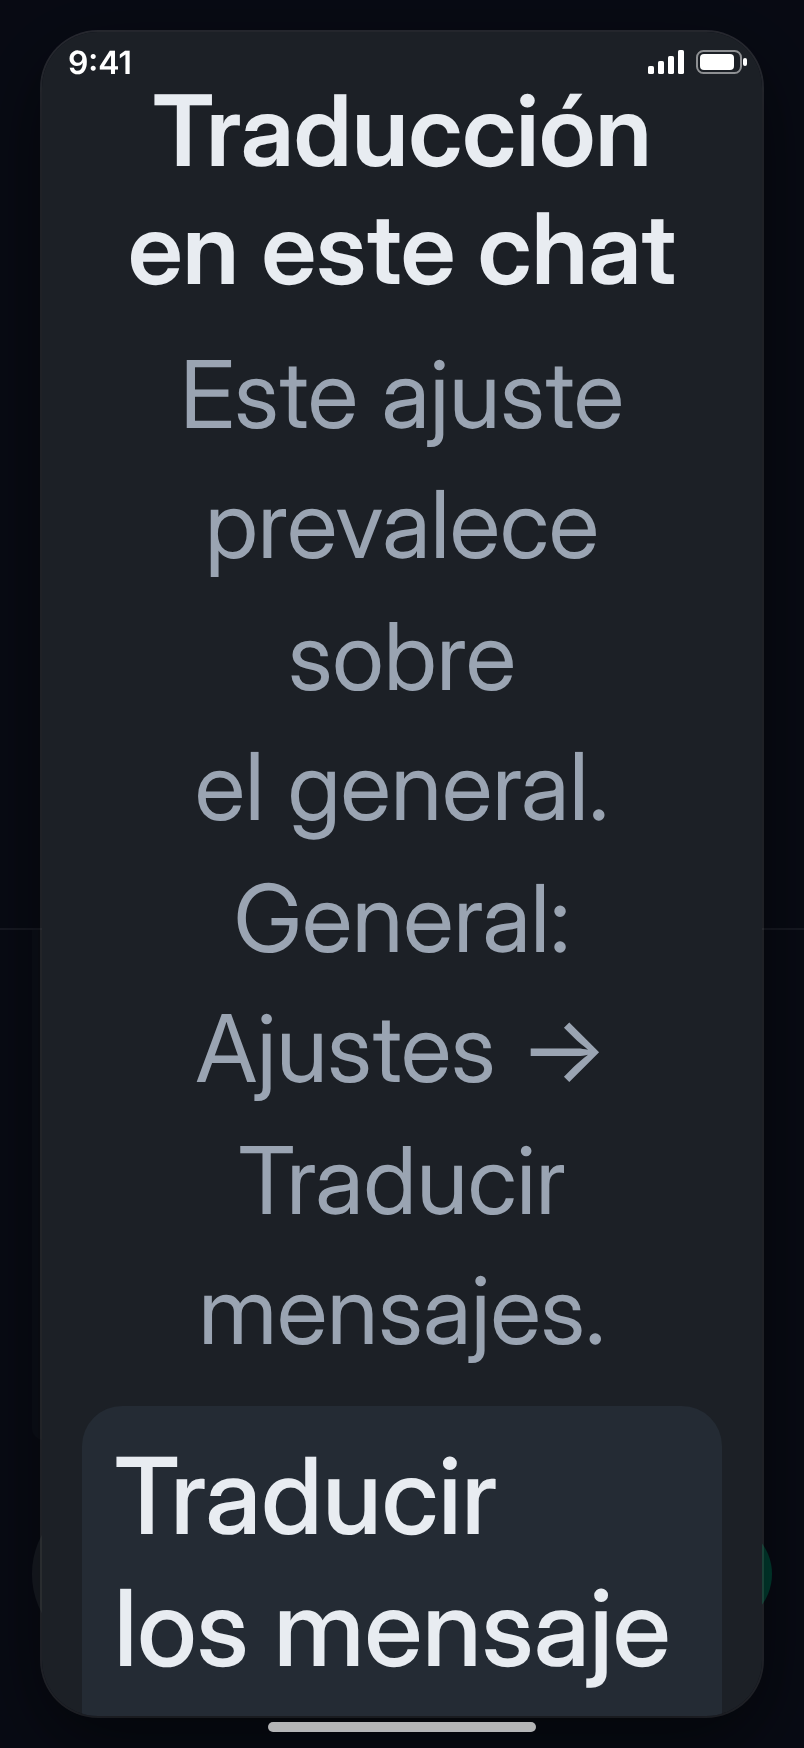 9:41
Traducción
en este chat
Este ajuste
prevalece
sobre
el general.
General:
Ajustes →
Traducir
mensajes.
Traducir
los mensaje